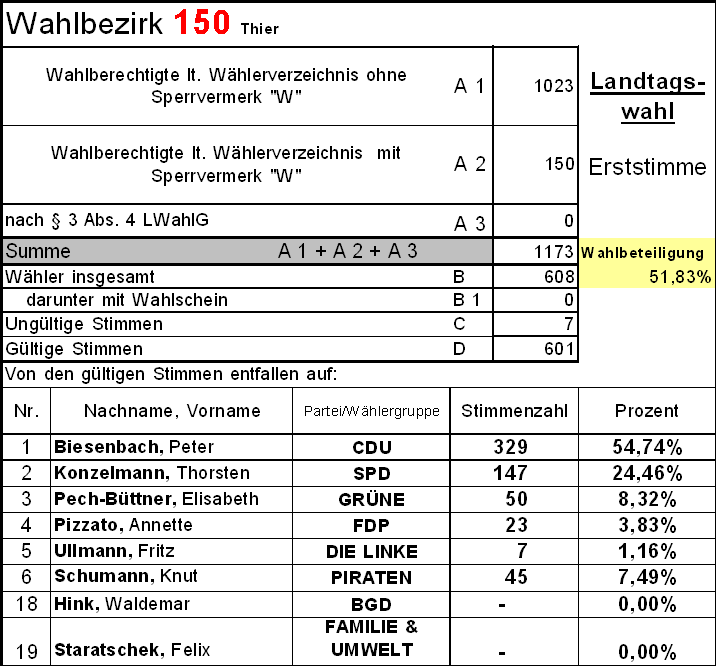 Wahlbezirk 150 Thier
Wahlberechtigte lt. Wählerverzeichnis ohne
Sperrvermerk "W" A 1 1023
Landtags-
wahl
Wahlberechtigte lt. Wählerverzeichnis mit
Sperrvermerk "W" A 2 150
Erststimme
nach § 3 Abs. 4 LWahlG A 3 0
Summe A 1 + A 2 + A 3 1173 Wahlbeteiligung
Wähler insgesamt B 608 51,83%
darunter mit Wahlschein B 1 0
Ungültige Stimmen C 7
Gültige Stimmen D 601
Von den gültigen Stimmen entfallen auf:
Nr. Nachname, Vorname Partei/Wählergruppe Stimmenzahl Prozent
1 Biesenbach, Peter CDU 329 54,74%
2 Konzelmann, Thorsten SPD 147 24,46%
3 Pech-Büttner, Elisabeth GRÜNE 50 8,32%
4 Pizzato, Annette FDP 23 3,83%
5 Ullmann, Fritz DIE LINKE 7 1,16%
6 Schumann, Knut PIRATEN 45 7,49%
18 Hink, Waldemar BGD - 0,00%
FAMILIE &
19 Staratschek, Felix UMWELT - 0,00%